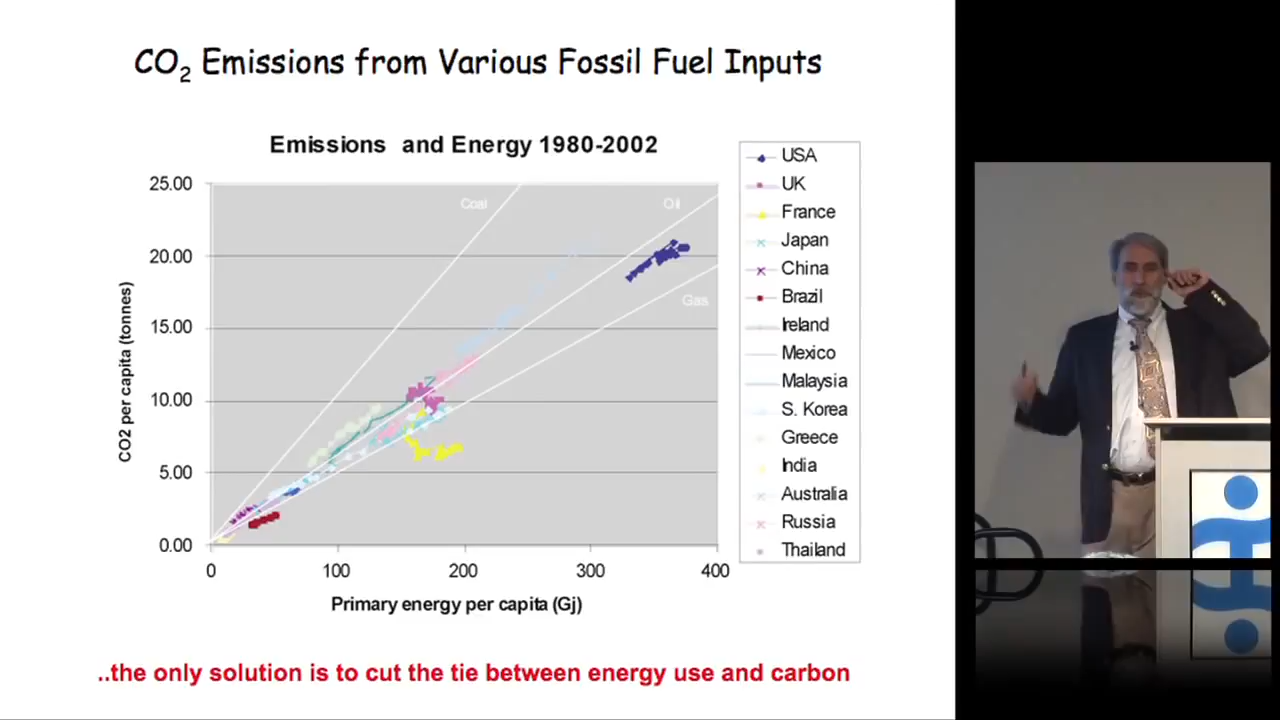 CO2 Emissions from Various Fossil Fuel Inputs
Emissions and Energy 1980-2002
25.00
20.00
15.00
10.00
5.00
0.00
CO2 per capita (tonnes)
Coal
Oil
Gas
0 100 200 300 400
Primary energy per capita (Gj)
USA
UK
France
Japan
China
Brazil
Ireland
Mexico
Malaysia
S. Korea
Greece
India
Australia
Russia
Thailand
..the only solution is to cut the tie between energy use and carbon